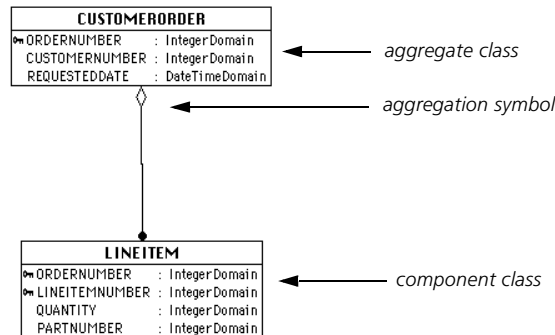 CUSTOMERORDER
ORDERNUMBER : IntegerDomain
CUSTOMERNUMBER : IntegerDomain
REQUESTEDDATE : DateTimeDomain
aggregate class
aggregation symbol
LINEITEM
ORDERNUMBER : IntegerDomain
LINEITEMNUMBER : IntegerDomain
QUANTITY : IntegerDomain
PARTNUMBER : IntegerDomain
component class